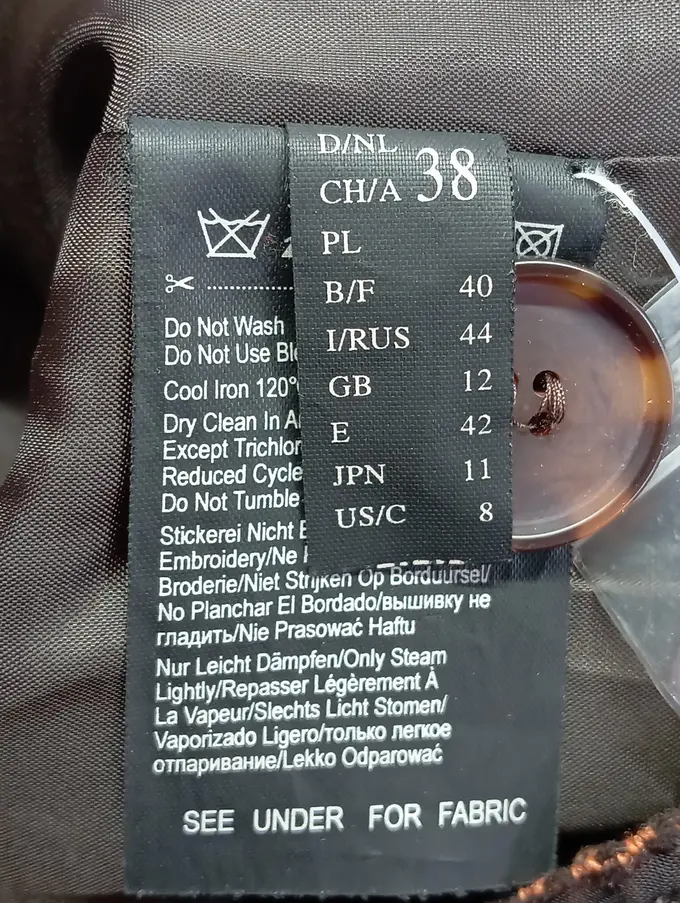 D/NL
CH/A 38
PL
B/F 40
I/RUS 44
GB 12
E 42
JPN 11
US/C 8
Do Not Wash
Do Not Use
Cool Iron 120°
Dry Clean In
Except
Reduced
Do Not Tumble
Stickerei Nicht
Embroidery/Ne
Broderie/Niet Strijken Op Borduursel/
No Planchar El Bordado/вышивку не
гладить/Nie Prasować Haftu
Nur Leicht Dämpfen/Only Steam
Lightly/Repasser Légèrement À
La Vapeur/Slechts Licht Stomen/
Vaporizado Ligero/только легкое
отпаривание/Lekko Odparować
SEE UNDER FOR FABRIC